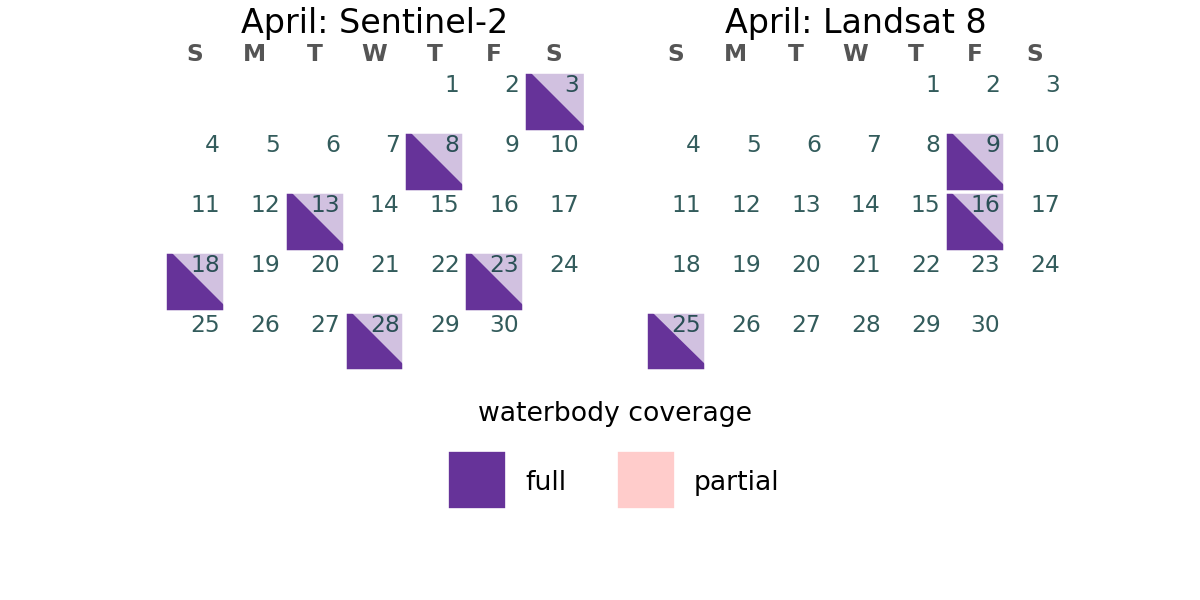 April: Sentinel-2
S M T W T F S
1 2 3
4 5 6 7 8 9 10
11 12 13 14 15 16 17
18 19 20 21 22 23 24
25 26 27 28 29 30
April: Landsat 8
S M T W T F S
1 2 3
4 5 6 7 8 9 10
11 12 13 14 15 16 17
18 19 20 21 22 23 24
25 26 27 28 29 30
waterbody coverage
full partial